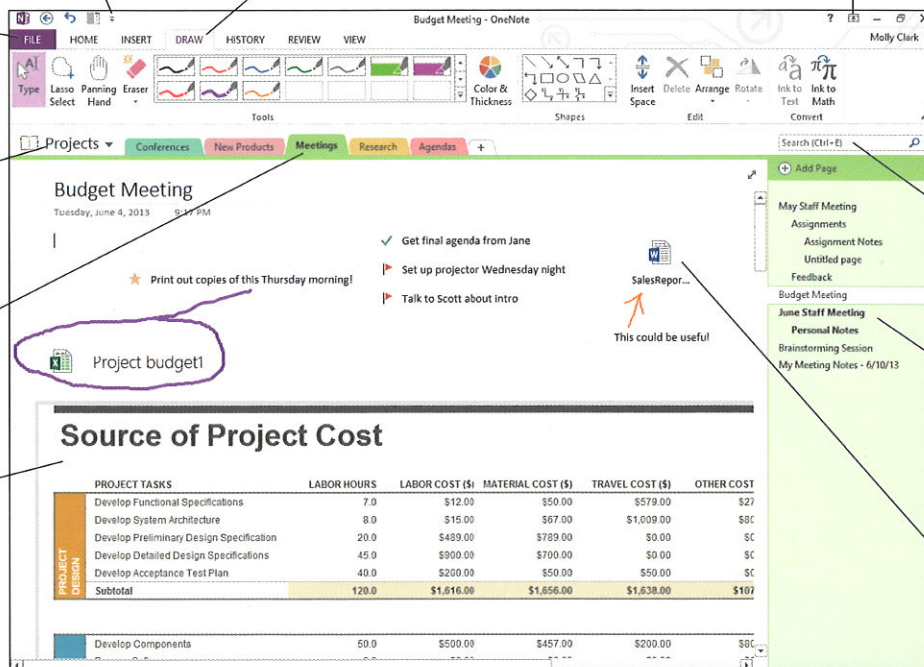 Budget Meeting - OneNote
?
Molly Clark
FILE HOME INSERT DRAW HISTORY REVIEW VIEW
Type
Lasso Select
Panning Hand
Eraser
Color & Thickness
Insert Space
Delete
Arrange
Rotate
Ink to Text
Ink to Math
Tools Shapes Edit Convert
Projects Conferences New Products Meetings Research Agendas +
Search (Ctrl+E)
Add Page
Budget Meeting
Tuesday, June 4, 2013 9:17 PM
Print out copies of this Thursday morning!
Get final agenda from Jane
Set up projector Wednesday night
Talk to Scott about intro
SalesRepor...
This could be useful
Project budget1
May Staff Meeting
Assignments
Assignment Notes
Untitled page
Feedback
Budget Meeting
June Staff Meeting
Personal Notes
Brainstorming Session
My Meeting Notes - 6/10/13
Source of Project Cost
PROJECT TASKS LABOR HOURS LABOR COST ($) MATERIAL COST ($) TRAVEL COST ($) OTHER COST
PROJECT DESIGN
Develop Functional Specifications 7.0 $12.00 $50.00 $579.00 $27
Develop System Architecture 8.0 $15.00 $67.00 $1,009.00
Develop Preliminary Design Specification 20.0 $489.00 $789.00 $0.00
Develop Detailed Design Specifications 45.0 $900.00 $700.00 $0.00
Develop Acceptance Test Plan 40.0 $200.00 $50.00 $50.00
Subtotal 120.0 $1,616.00 $1,656.00 $1,638.00 $107
Develop Components 50.0 $500.00 $457.00 $200.00